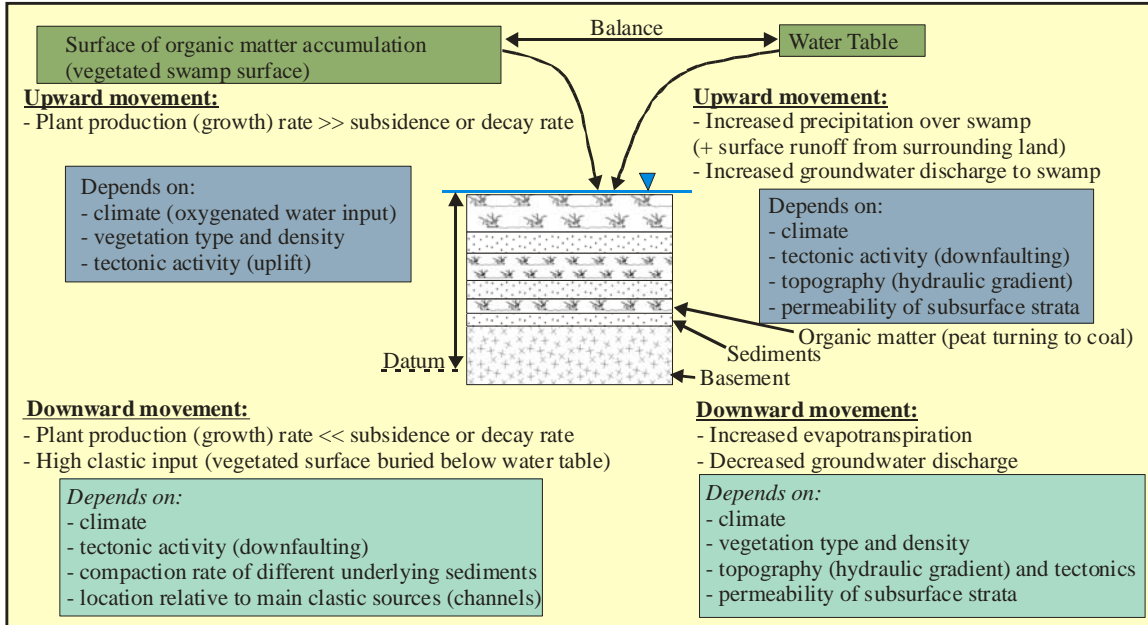 Surface of organic matter accumulation
(vegetated swamp surface)
Balance
Water Table
Upward movement:
- Plant production (growth) rate >> subsidence or decay rate
Depends on:
- climate (oxygenated water input)
- vegetation type and density
- tectonic activity (uplift)
Upward movement:
- Increased precipitation over swamp
(+ surface runoff from surrounding land)
- Increased groundwater discharge to swamp
Depends on:
- climate
- tectonic activity (downfaulting)
- topography (hydraulic gradient)
- permeability of subsurface strata
Organic matter (peat turning to coal)
Sediments
Basement
Datum
Downward movement:
- Plant production (growth) rate << subsidence or decay rate
- High clastic input (vegetated surface buried below water table)
Depends on:
- climate
- tectonic activity (downfaulting)
- compaction rate of different underlying sediments
- location relative to main clastic sources (channels)
Downward movement:
- Increased evapotranspiration
- Decreased groundwater discharge
Depends on:
- climate
- vegetation type and density
- topography (hydraulic gradient) and tectonics
- permeability of subsurface strata